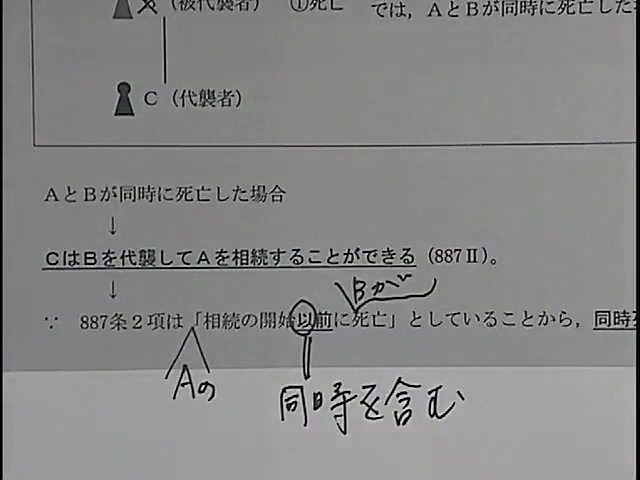 (被代襲者) ①死亡 では，AとBが同時に死亡した
C (代襲者)
AとBが同時に死亡した場合
↓
CはBを代襲してAを相続することができる (887Ⅱ)。
↓
Bが
∵ 887条2項は「相続の開始以前に死亡」としていることから，同時
Aの
同時を含む